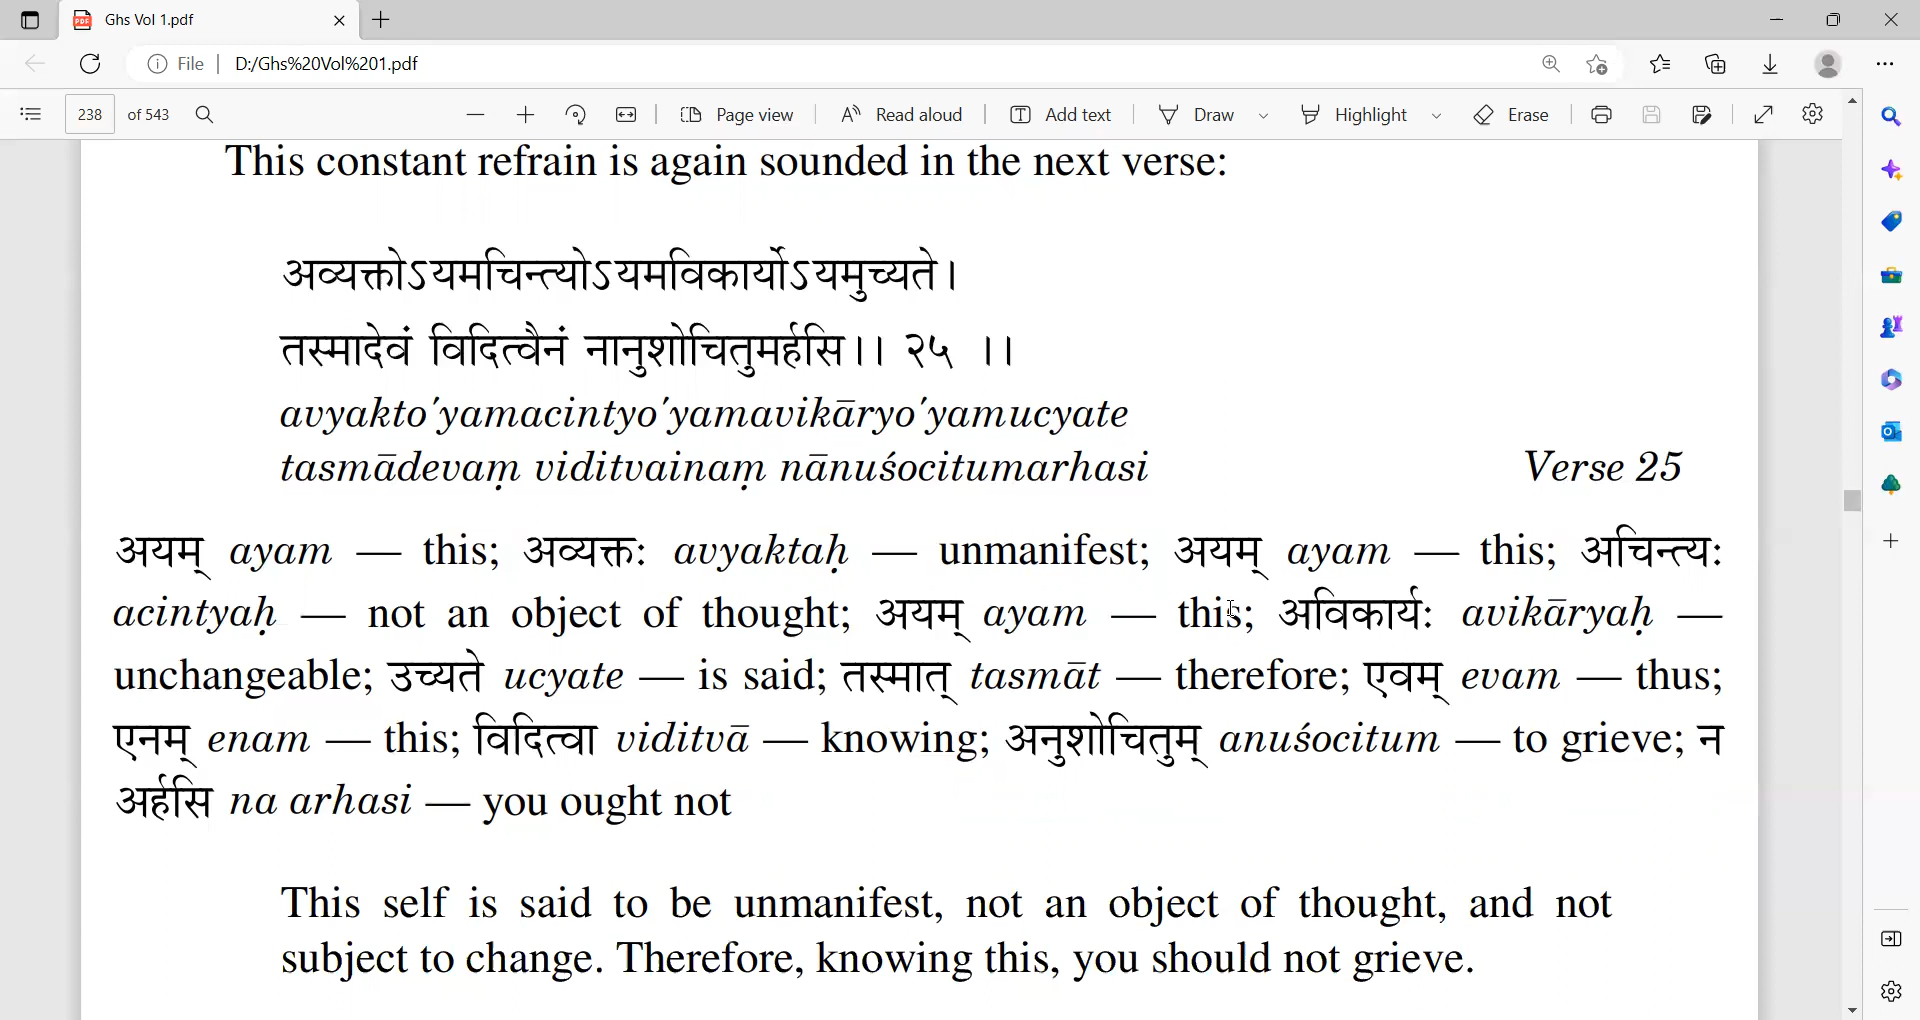 Ghs Vol 1.pdf
File | D:/Ghs%20Vol%201.pdf
238 of 543 Page view Read aloud Add text Draw Highlight Erase
This constant refrain is again sounded in the next verse:
अव्यक्तोऽयमचिन्त्योऽयमविकार्योऽयमुच्यते।
तस्मादेवं विदित्वैनं नानुशोचितुमर्हसि।। २५ ।।
avyakto'yamacintyo'yamavikāryo'yamucyate
tasmādevaṃ viditvainaṃ nānuśocitumarhasi Verse 25
अयम् ayam — this; अव्यक्तः avyaktaḥ — unmanifest; अयम् ayam — this; अचिन्त्यः
acintyaḥ — not an object of thought; अयम् ayam — this; अविकार्यः avikāryaḥ —
unchangeable; उच्यते ucyate — is said; तस्मात् tasmāt — therefore; एवम् evam — thus;
एनम् enam — this; विदित्वा viditvā — knowing; अनुशोचितुम् anuśocitum — to grieve; न
अर्हसि na arhasi — you ought not
This self is said to be unmanifest, not an object of thought, and not
subject to change. Therefore, knowing this, you should not grieve.